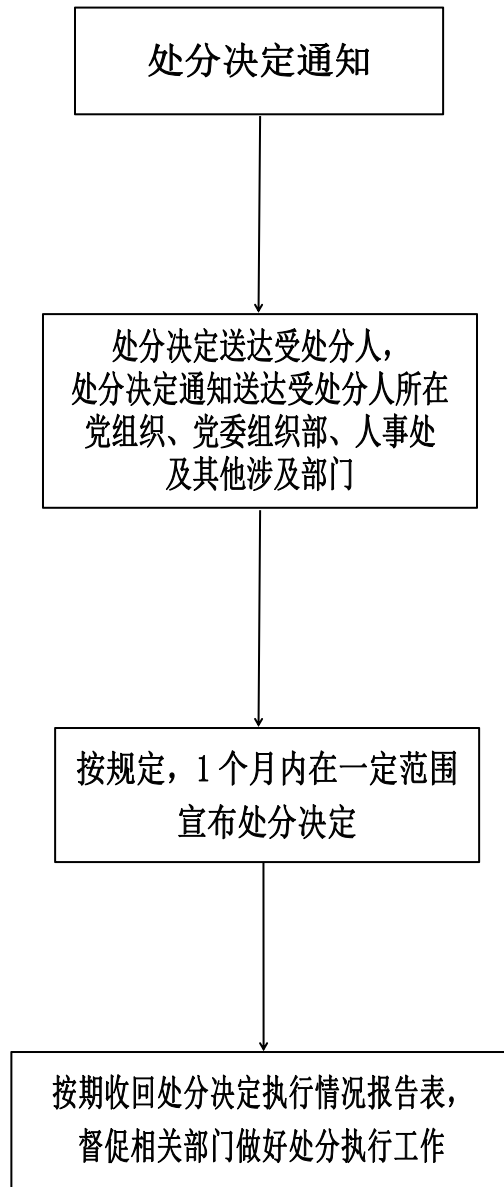 处分决定通知
处分决定送达受处分人，
处分决定通知送达受处分人所在
党组织、党委组织部、人事处
及其他涉及部门
按规定，1个月内在一定范围
宣布处分决定
按期收回处分决定执行情况报告表，
督促相关部门做好处分执行工作